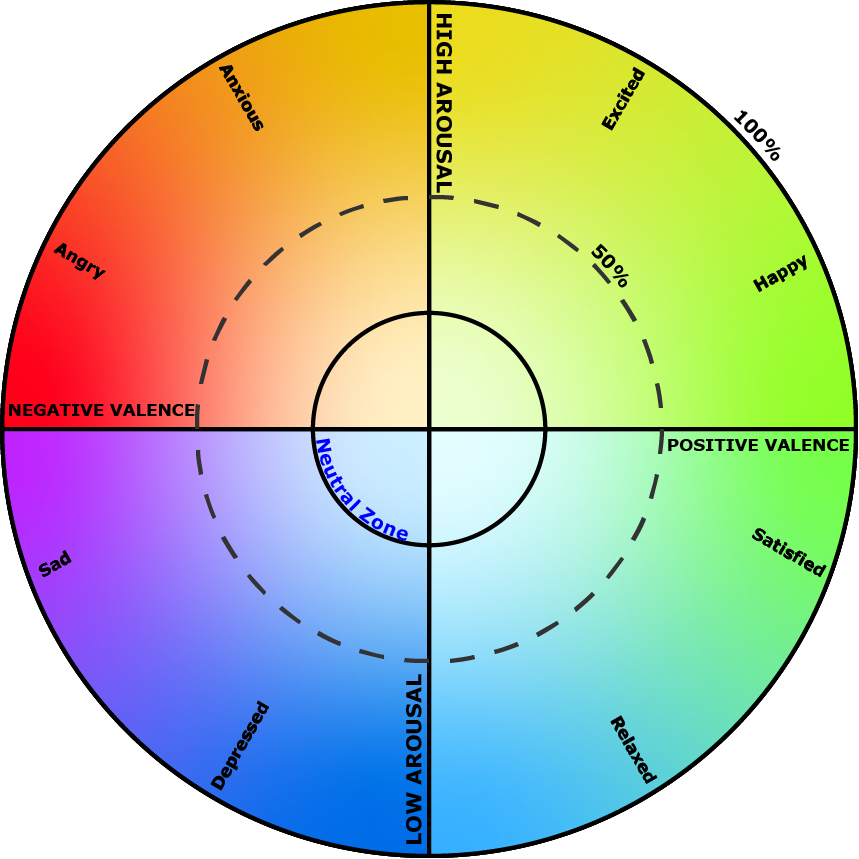 HIGH AROUSAL
Anxious
Excited
100%
Angry
50%
Happy
NEGATIVE VALENCE
POSITIVE VALENCE
Neutral Zone
Sad
Satisfied
Depressed
LOW AROUSAL
Relaxed